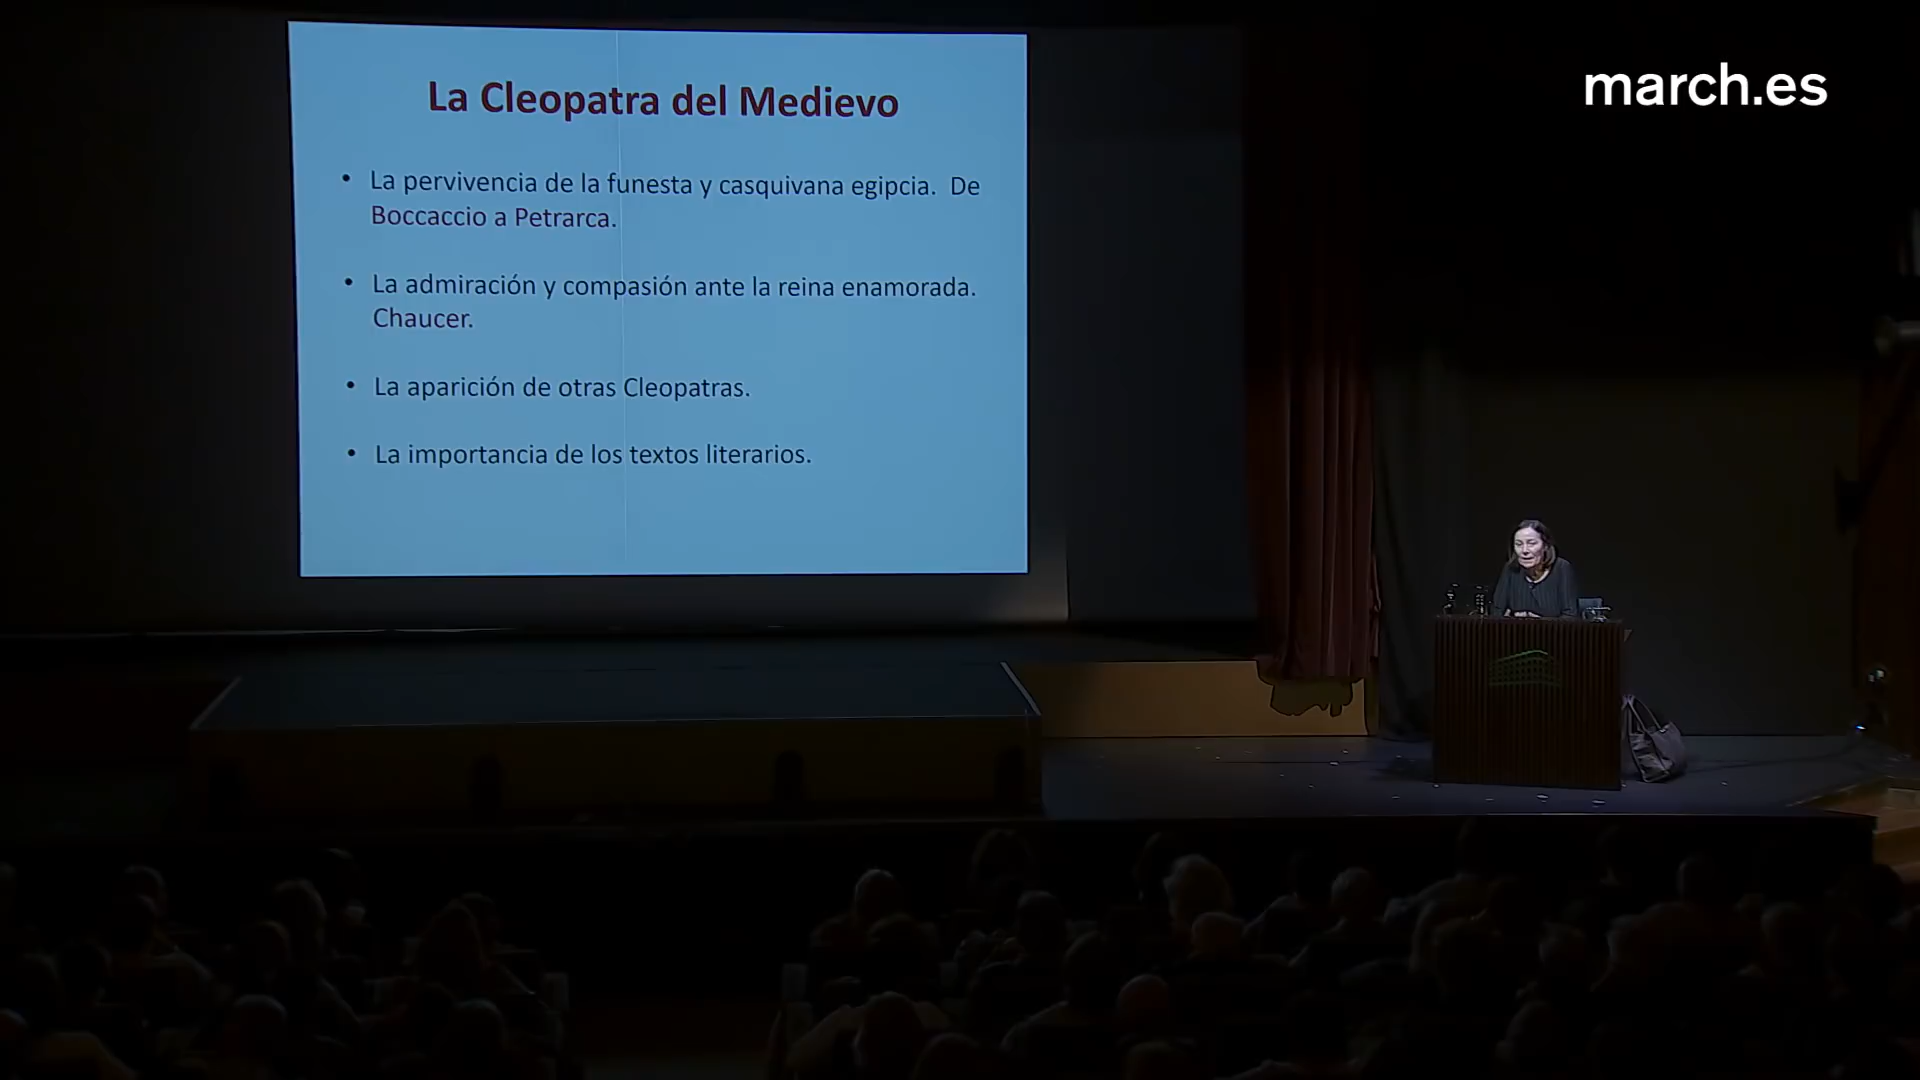 La Cleopatra del Medievo
• La pervivencia de la funesta y casquivana egipcia. De
Boccaccio a Petrarca.
• La admiración y compasión ante la reina enamorada.
Chaucer.
• La aparición de otras Cleopatras.
• La importancia de los textos literarios.
march.es